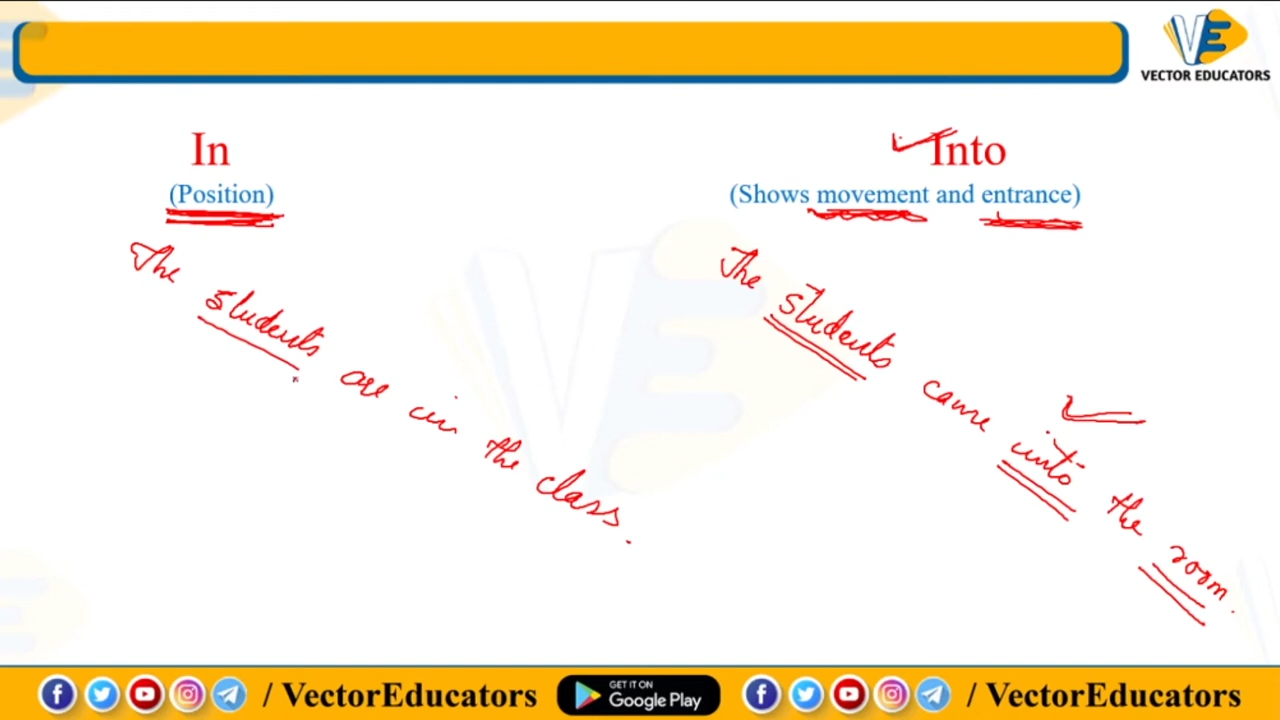 VECTOR EDUCATORS
In
(Position)
The students are in the class.
Into
(Shows movement and entrance)
The students came into the room.
/ VectorEducators
GET IT ON
Google Play
/ VectorEducators